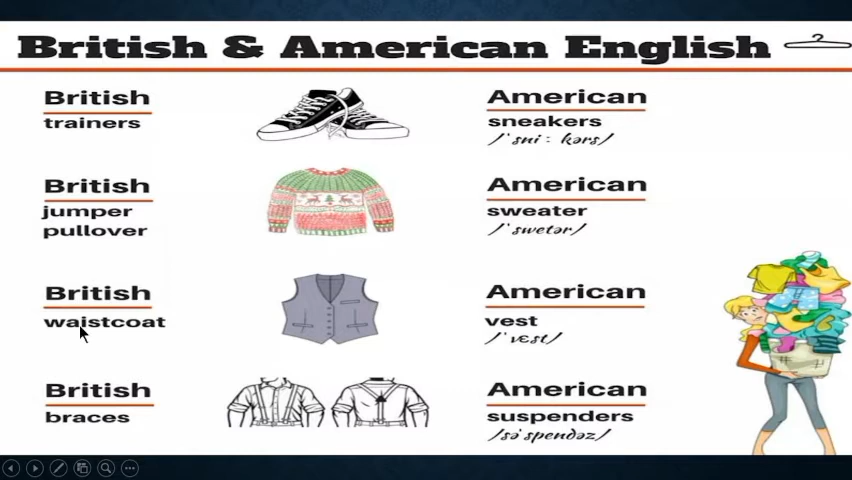 British & American English
British
trainers
American
sneakers
/ˈsniːkərs/
British
jumper
pullover
American
sweater
/ˈswetər/
British
waistcoat
American
vest
/ˈvɛst/
British
braces
American
suspenders
/səˈspendəz/